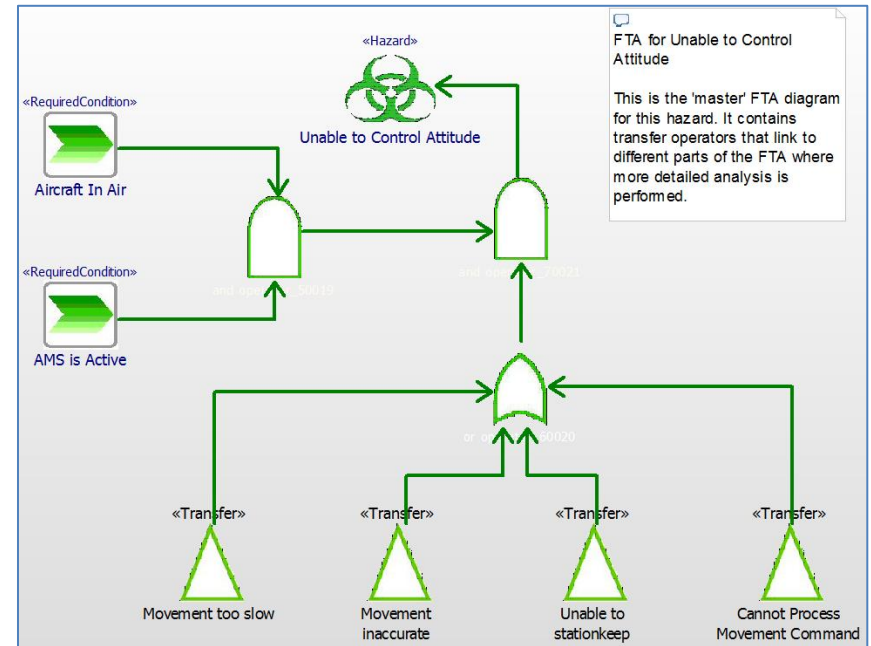 «Hazard»
Unable to Control Attitude
FTA for Unable to Control
Attitude
This is the 'master' FTA diagram
for this hazard. It contains
transfer operators that link to
different parts of the FTA where
more detailed analysis is
performed.
«RequiredCondition»
Aircraft In Air
«RequiredCondition»
AMS is Active
«Transfer»
Movement too slow
«Transfer»
Movement
inaccurate
«Transfer»
Unable to
stationkeep
«Transfer»
Cannot Process
Movement Command